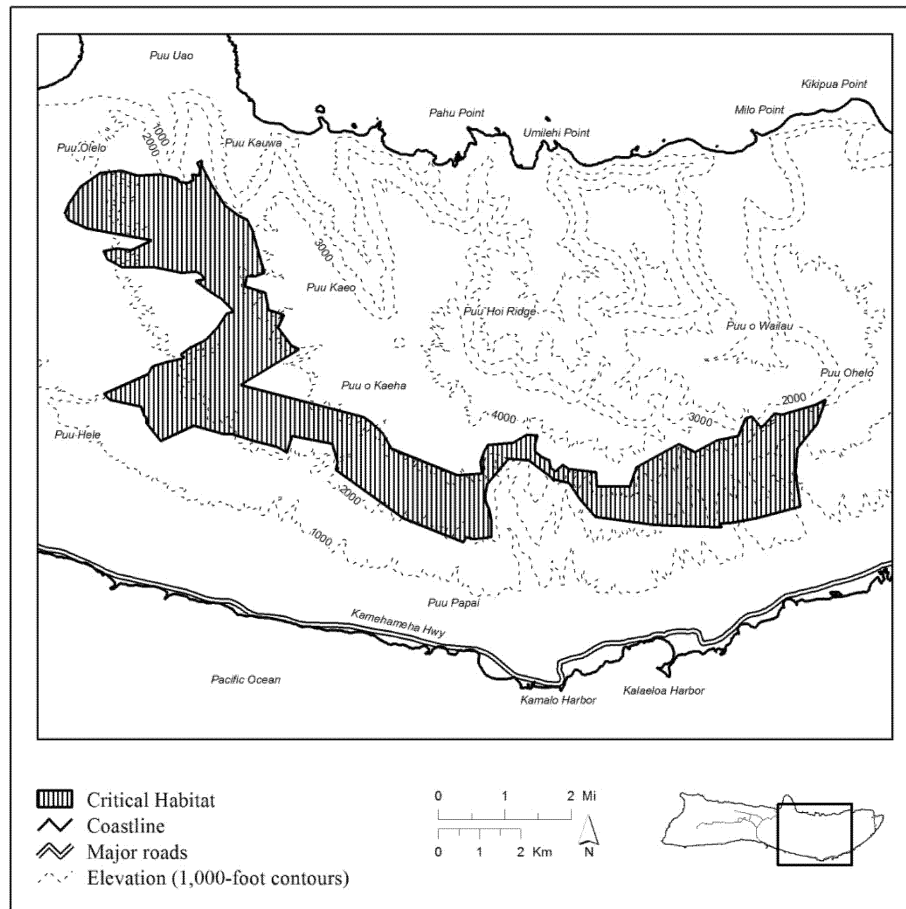 Puu Uao
Kikipua Point
Pahu Point
Milo Point
Umilehi Point
1000
2000
Puu Olelo
Puu Kauwa
3000
Puu Kaeo
Puu Hoi Ridge
Puu o Wailau
Puu Ohelo
Puu o Kaeha
2000
4000
3000
Puu Hele
2000
1000
Puu Papai
Kamehameha Hwy
Pacific Ocean
Kamalo Harbor
Kalaeloa Harbor
Critical Habitat
Coastline
Major roads
Elevation (1,000-foot contours)
0 1 2 Mi
0 1 2 Km
N